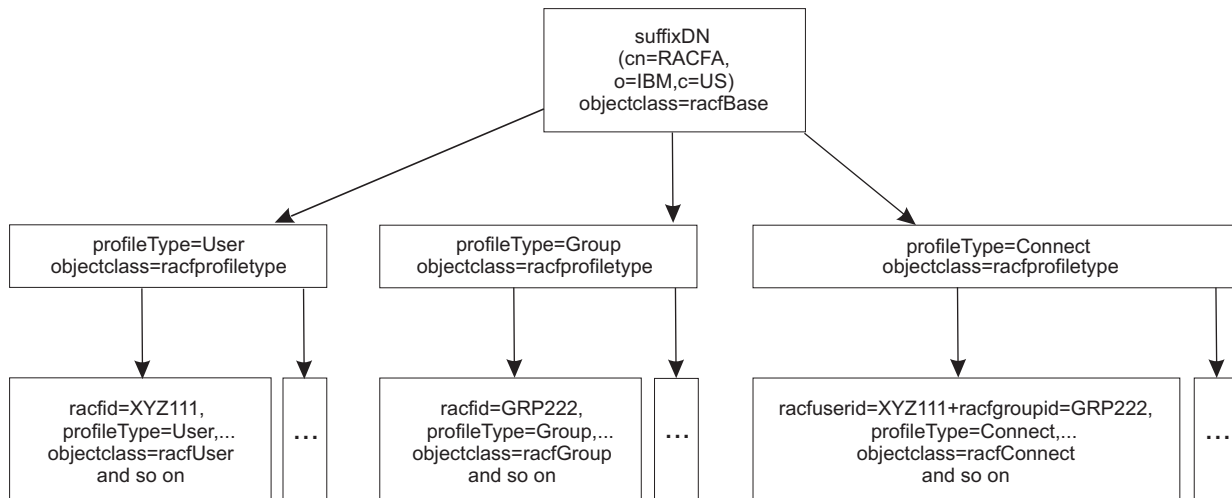 suffixDN
(cn=RACFA,
o=IBM,c=US)
objectclass=racfBase
profileType=User
objectclass=racfprofiletype
profileType=Group
objectclass=racfprofiletype
profileType=Connect
objectclass=racfprofiletype
racfid=XYZ111,
profileType=User,...
objectclass=racfUser
and so on
...
racfid=GRP222,
profileType=Group,...
objectclass=racfGroup
and so on
...
racfuserid=XYZ111+racfgroupid=GRP222,
profileType=Connect,...
objectclass=racfConnect
and so on
...